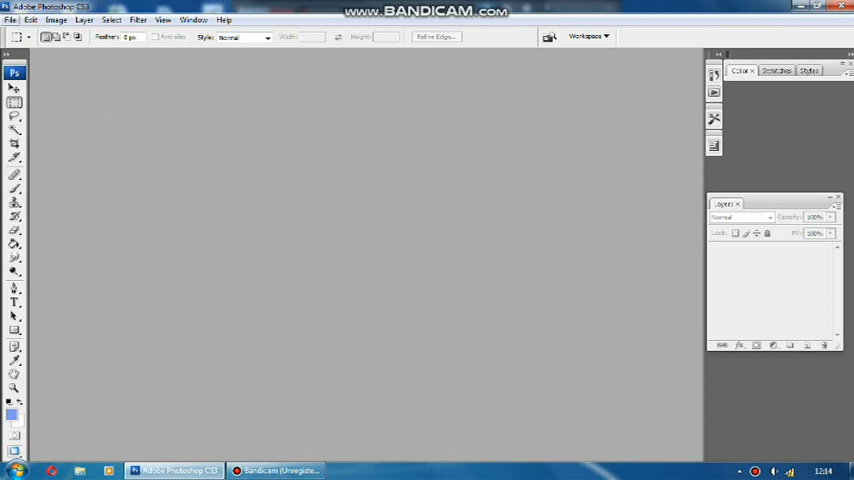 Adobe Photoshop CS3
www.BANDICAM.com
File Edit Image Layer Select Filter View Window Help
Feather: 0 px Anti-alias Style: Normal Width: Height: Refine Edge... Workspace
Ps
Color × Swatches Styles
Layers ×
Normal Opacity: 100%
Lock: Fill: 100%
T
Ps Adobe Photoshop CS3 Bandicam (Unregiste... 12:14